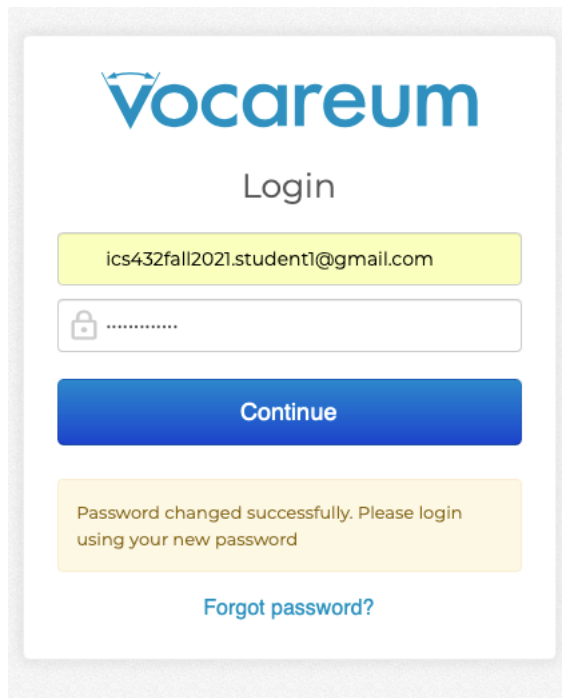 Vocareum
Login
ics432fall2021.student1@gmail.com
·············
Continue
Password changed successfully. Please login
using your new password
Forgot password?